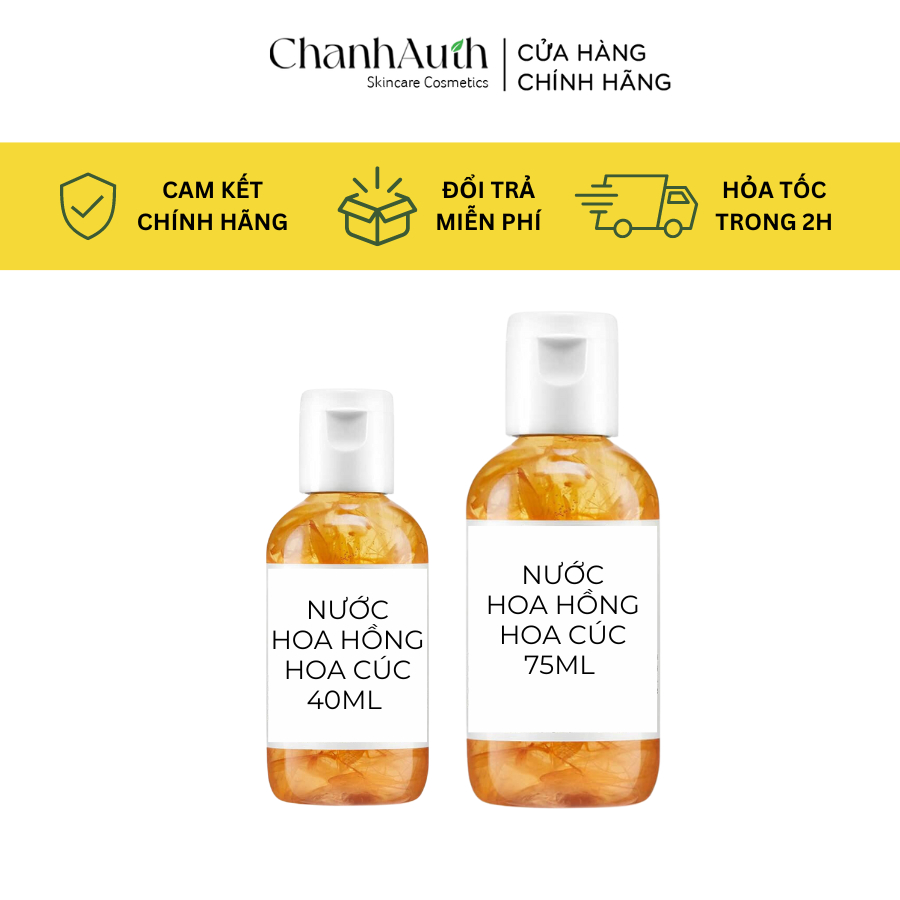 ChanhAuth
Skincare Cosmetics
CỬA HÀNG
CHÍNH HÃNG
CAM KẾT
CHÍNH HÃNG
ĐỔI TRẢ
MIỄN PHÍ
HỎA TỐC
TRONG 2H
NƯỚC
HOA HỒNG
HOA CÚC
40ML
NƯỚC
HOA HỒNG
HOA CÚC
75ML